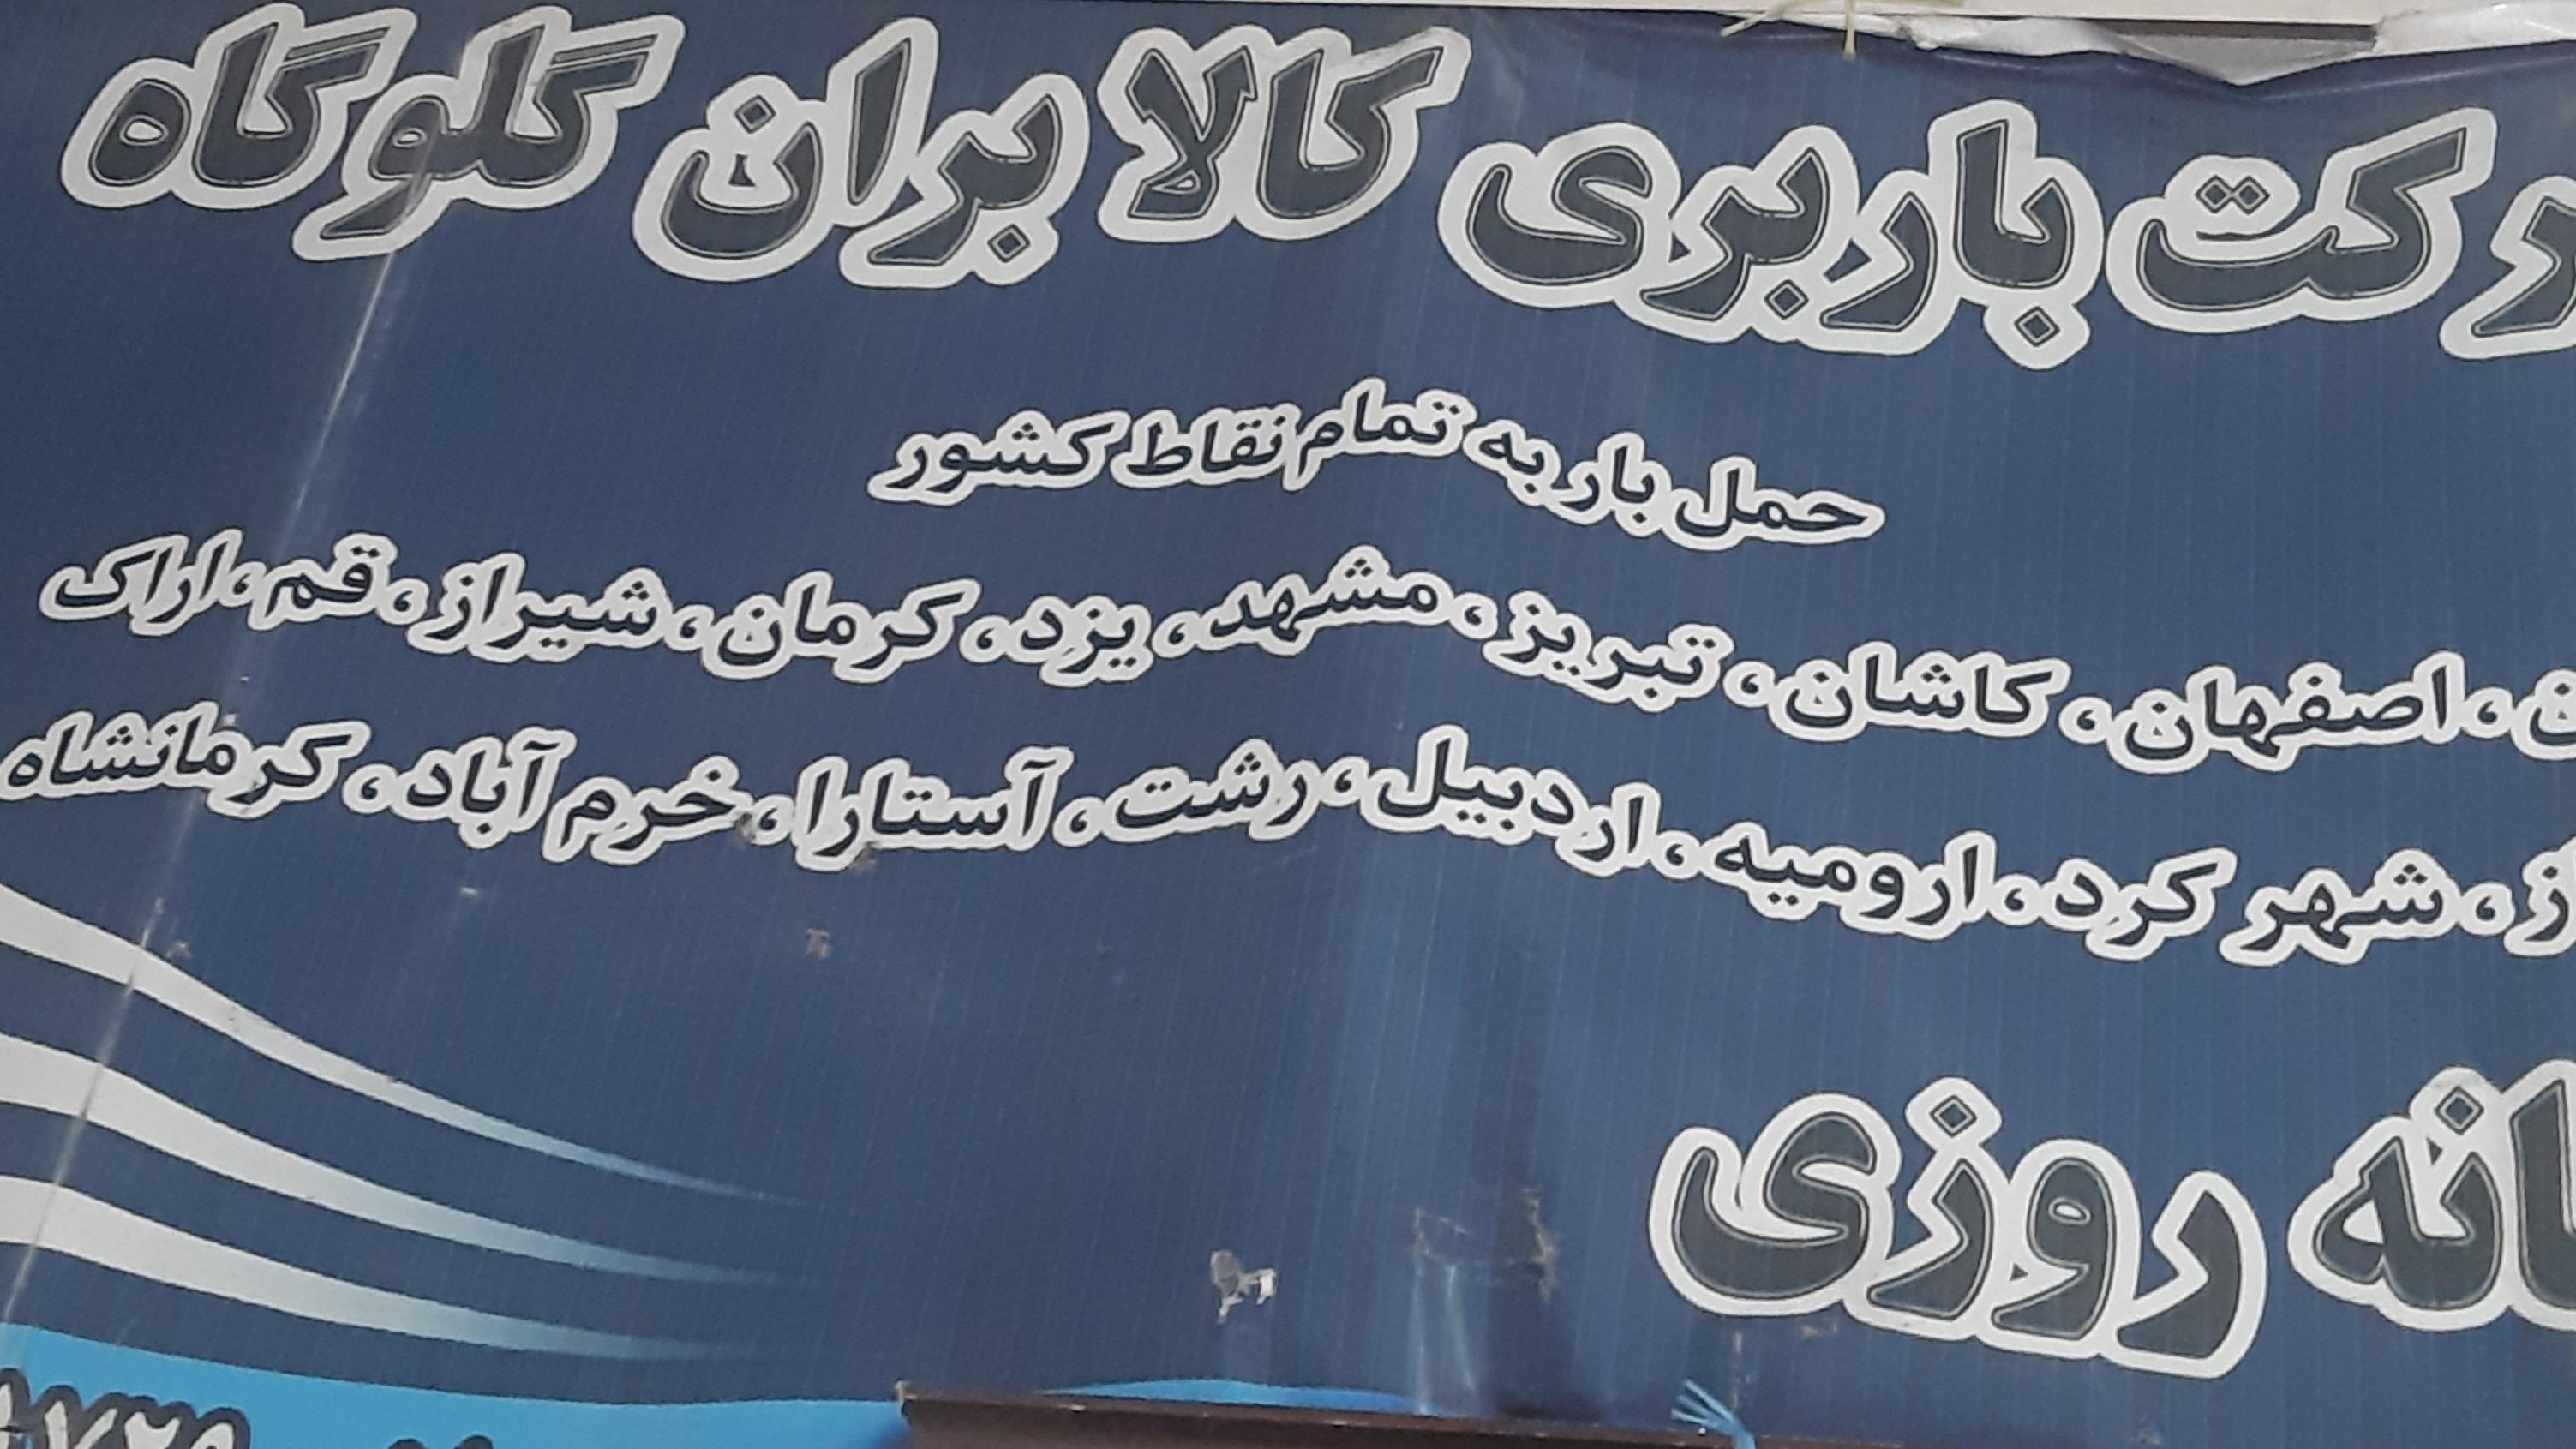 رکت باربری کالا بران گلوگاه
حمل بار به تمام نقاط کشور
ن، اصفهان، کاشان، تبریز، مشهد، یزد، کرمان، شیراز، قم، اراک
ز، شهر کرد، ارومیه، اردبیل، رشت، آستارا، خرم آباد، کرمانشاه
انه روزی